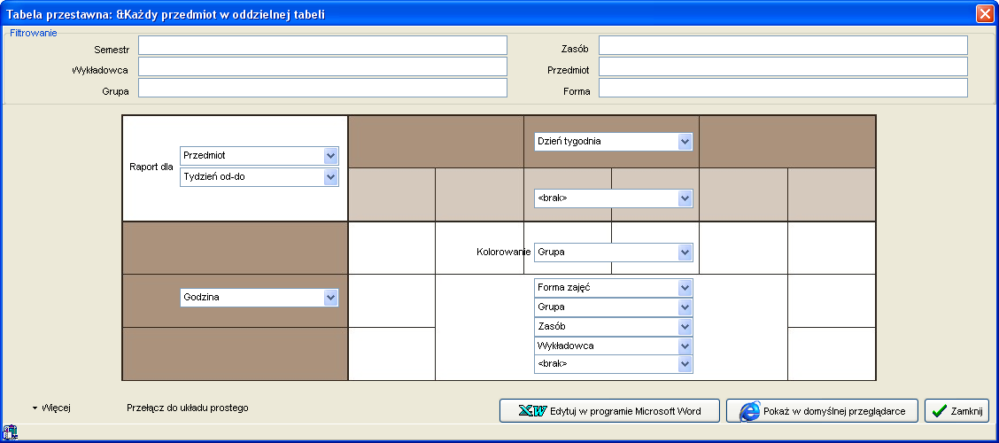 Tabela przestawna: &Każdy przedmiot w oddzielnej tabeli
Filtrowanie
Semestr
Zasób
Wykładowca
Przedmiot
Grupa
Forma
Dzień tygodnia
Raport dla
Przedmiot
Tydzień od-do
<brak>
Kolorowanie
Grupa
Godzina
Forma zajęć
Grupa
Zasób
Wykładowca
<brak>
Więcej
Przełącz do układu prostego
XW Edytuj w programie Microsoft Word
Pokaż w domyślnej przeglądarce
Zamknij